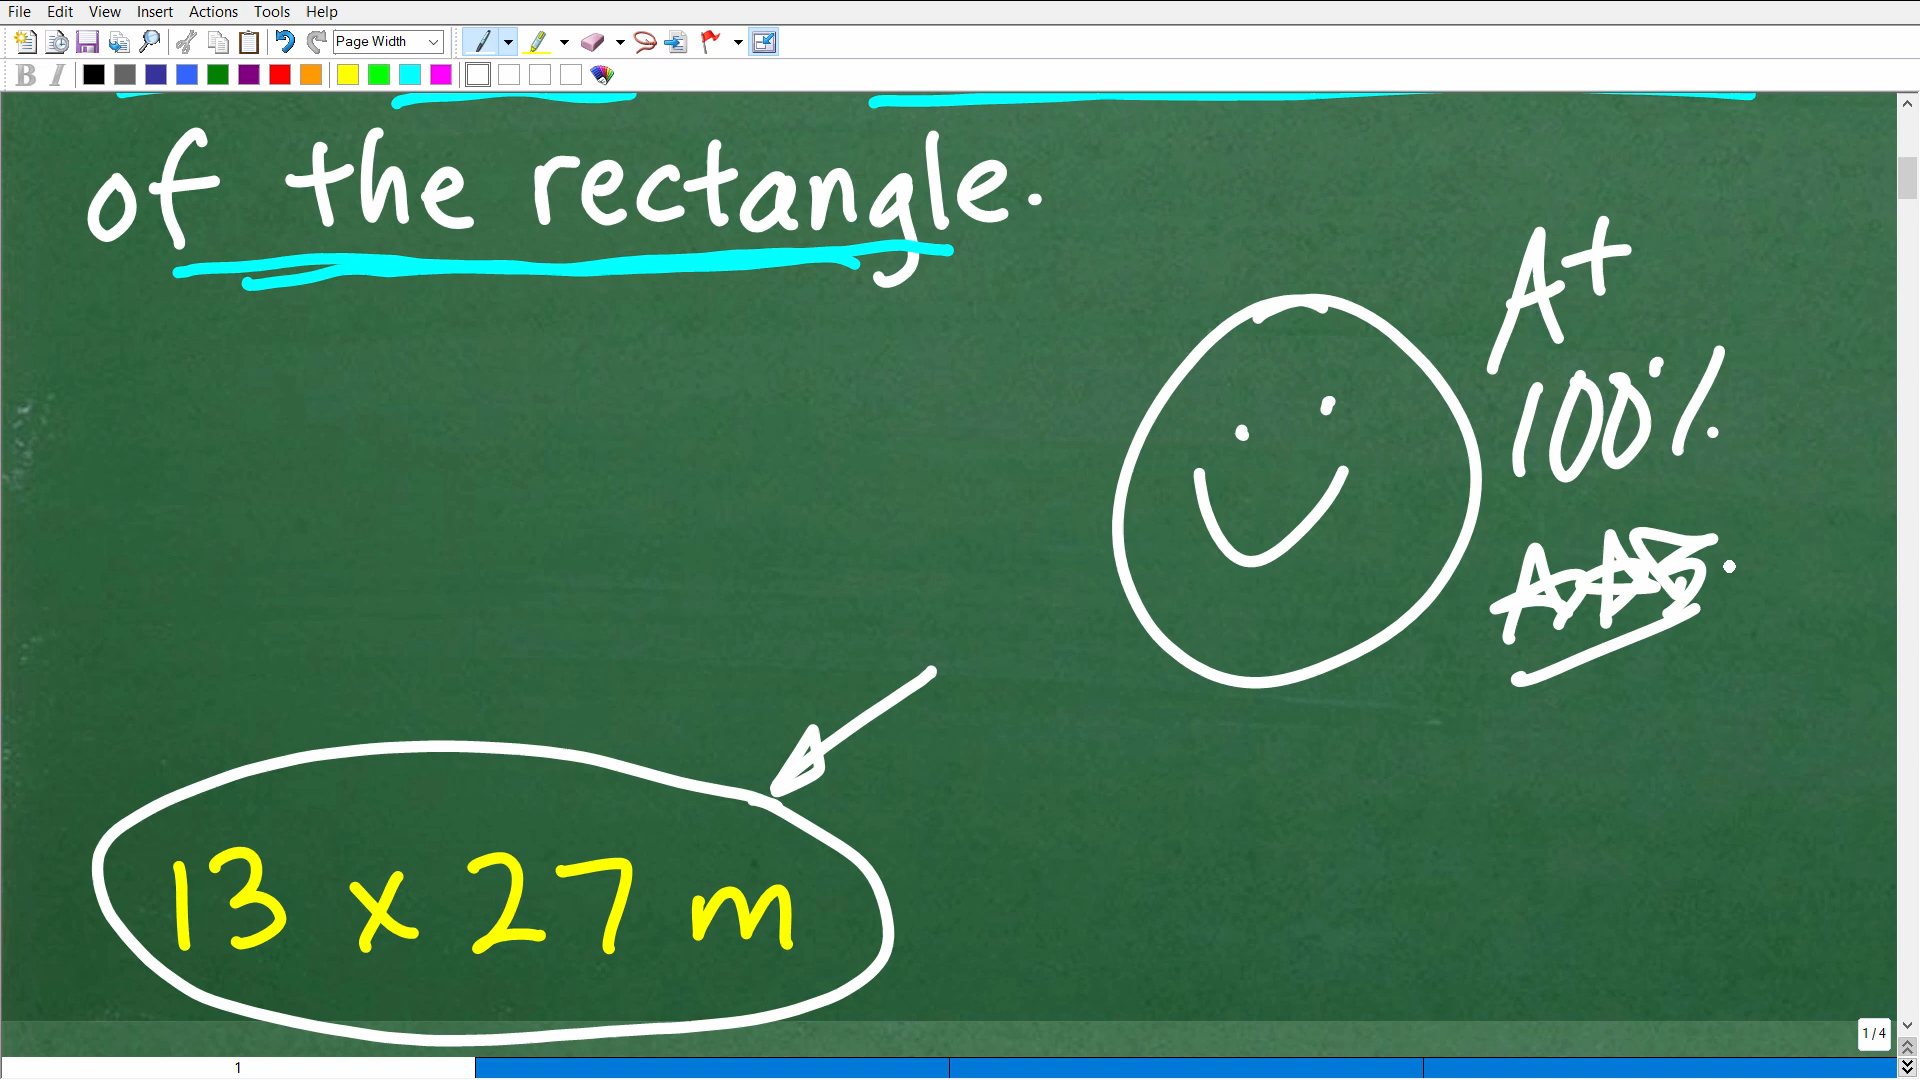 File Edit View Insert Actions Tools Help
Page Width
B I
of the rectangle.
A+
100%
13 x 27 m
1 / 4
1